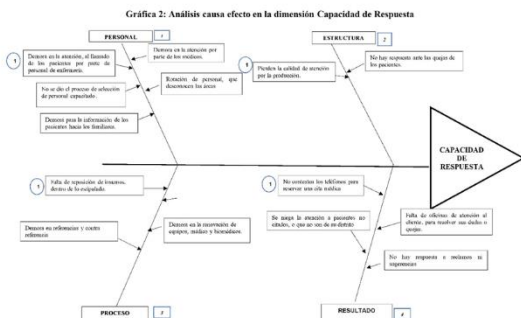 Gráfica 2: Análisis causa efecto en la dimensión Capacidad de Respuesta
PERSONAL
1
ESTRUCTURA
2
1
Demora en la atención, al llamado
de los pacientes por parte de
personal de enfermería.
Demora en la atención por
parte de los médicos.
No se dio proceso de selección
de personal capacitado.
Rotación de personal, que
desconocen las áreas
Demora para la información de los
pacientes hacia los familiares.
1
Pierden la calidad de atención
por la
No hay respuesta ante las quejas de
los pacientes.
CAPACIDAD
DE
RESPUESTA
1
Falta de reposición de insumos,
dentro de lo estipulado.
Demora en referencias y contra
referencia
Demora en la renovación de
equipos, médico y biomédicos.
1
No contestan los teléfonos para
reservar una cita médica
Se niega la atención a pacientes no
o que no son de su distrito
Falta de oficinas de atención al
cliente, para resolver sus dudas o
quejas.
No hay respuesta a reclamos ni
sugerencias
PROCESO
3
RESULTADO
4